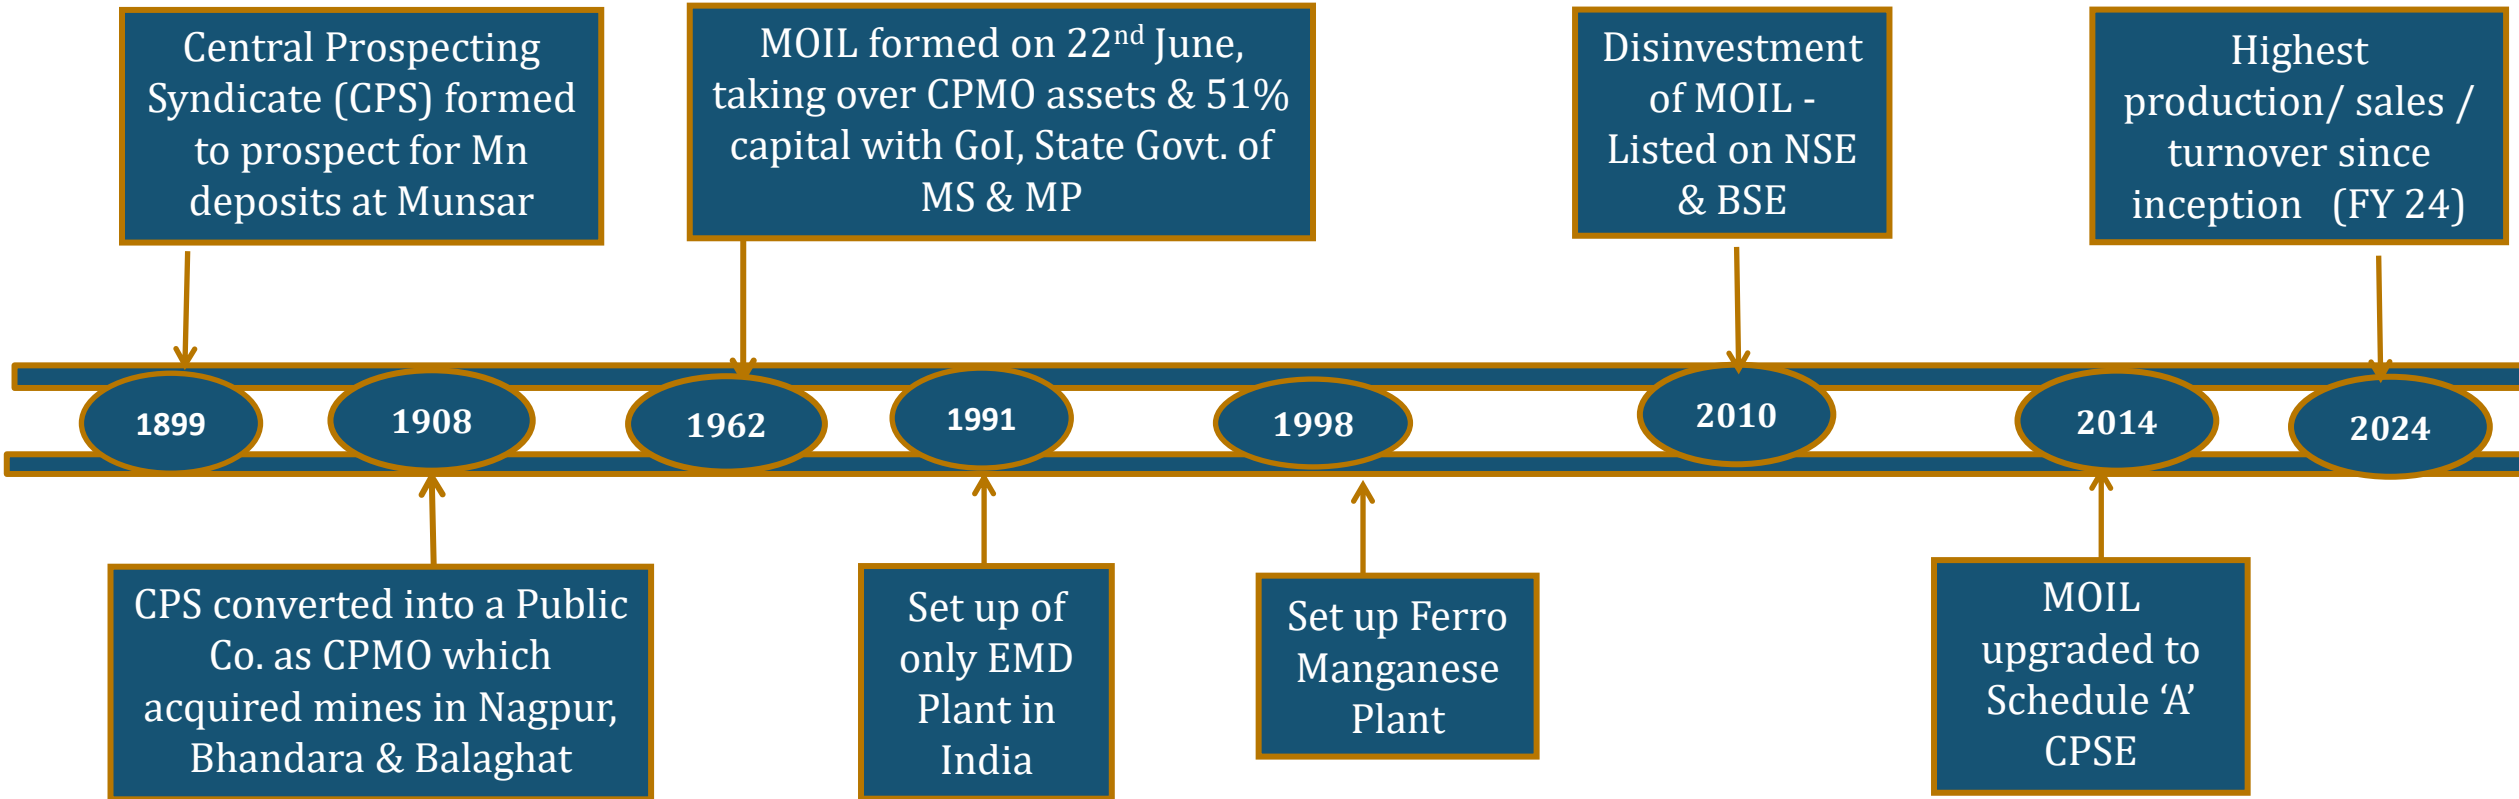 Central Prospecting
Syndicate (CPS) formed
to prospect for Mn
deposits at Munsar
MOIL formed on 22nd June,
taking over CPMO assets & 51%
capital with GoI, State Govt. of
MS & MP
Disinvestment
of MOIL -
Listed on NSE
& BSE
Highest
production/ sales /
turnover since
inception (FY 24)
1899
1908
1962
1991
1998
2010
2014
2024
CPS converted into a Public
Co. as CPMO which
acquired mines in Nagpur,
Bhandara & Balaghat
Set up of
only EMD
Plant in
India
Set up Ferro
Manganese
Plant
MOIL
upgraded to
Schedule ‘A’
CPSE